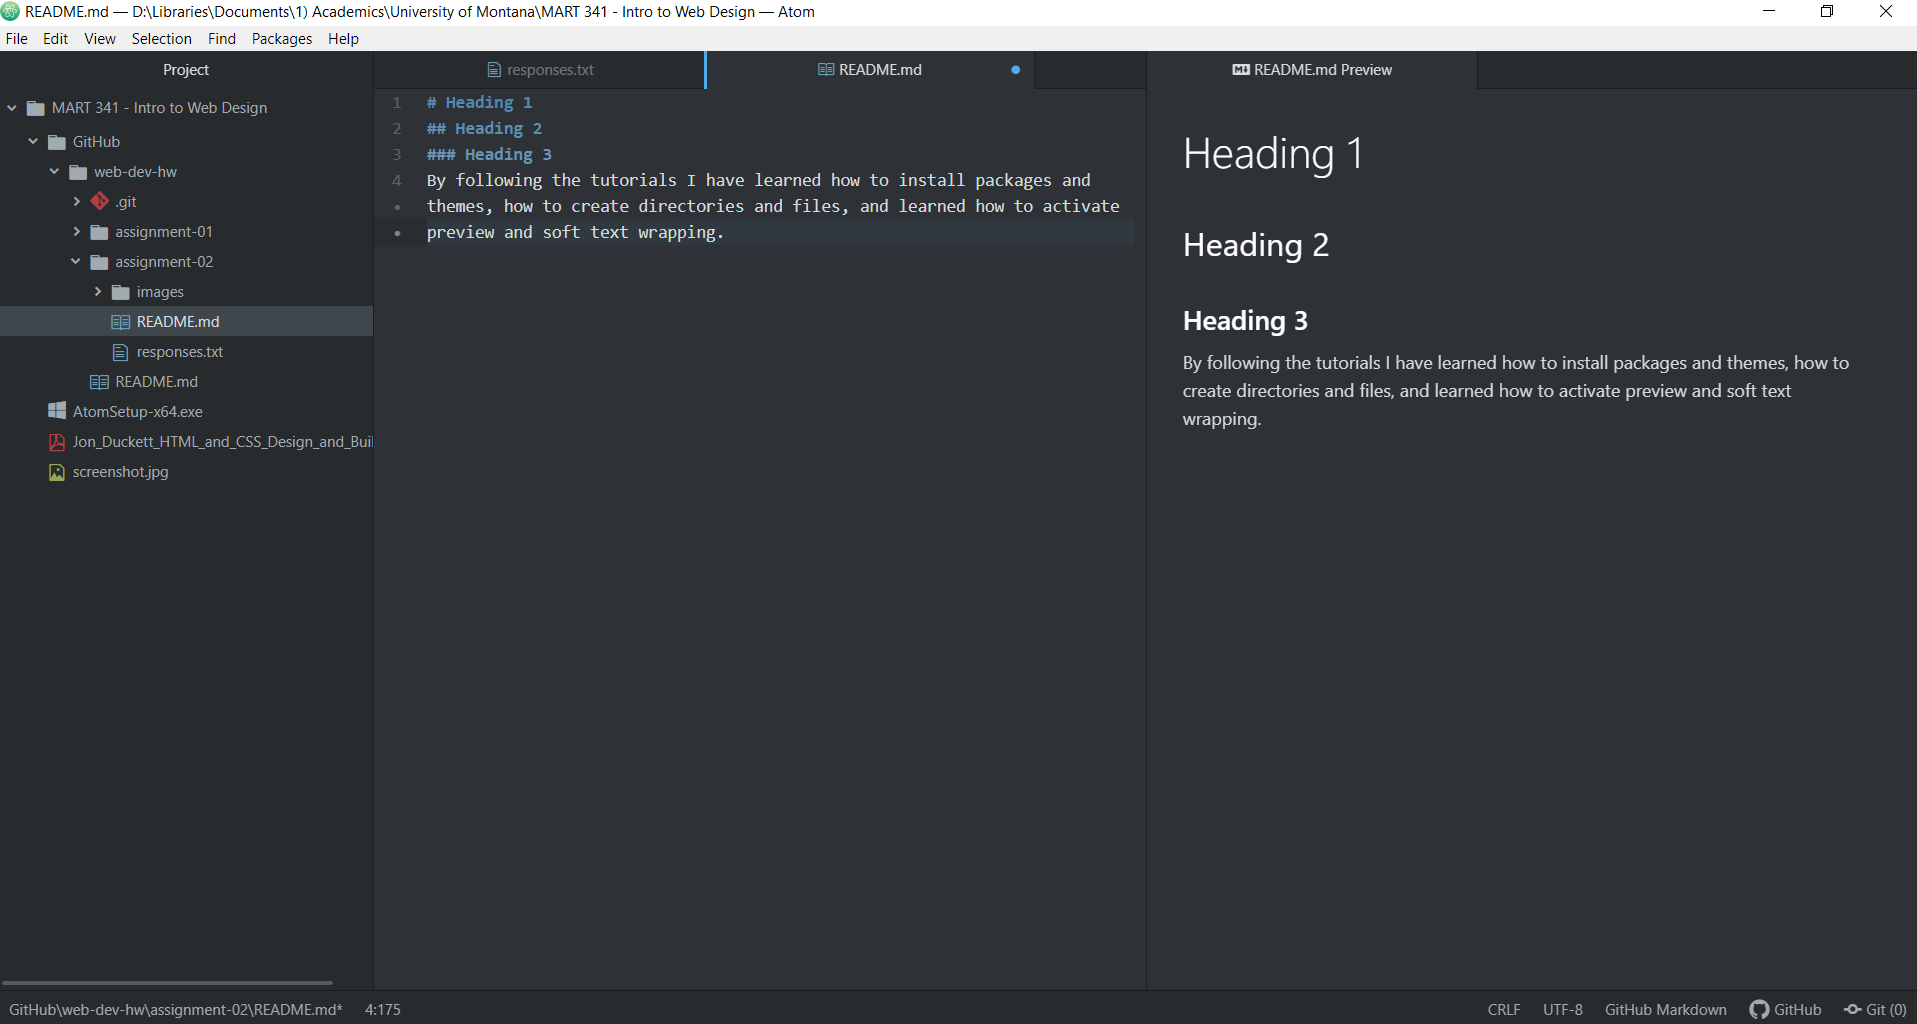 README.md — D:\Libraries\Documents\1) Academics\University of Montana\MART 341 - Intro to Web Design — Atom
File Edit View Selection Find Packages Help
Project
MART 341 - Intro to Web Design
GitHub
web-dev-hw
.git
assignment-01
assignment-02
images
README.md
responses.txt
README.md
AtomSetup-x64.exe
Jon_Duckett_HTML_and_CSS_Design_and_Bui
screenshot.jpg
responses.txt
README.md
1 # Heading 1
2 ## Heading 2
3 ### Heading 3
4 By following the tutorials I have learned how to install packages and
• themes, how to create directories and files, and learned how to activate
• preview and soft text wrapping.
README.md Preview
Heading 1
Heading 2
Heading 3
By following the tutorials I have learned how to install packages and themes, how to
create directories and files, and learned how to activate preview and soft text
wrapping.
GitHub\web-dev-hw\assignment-02\README.md* 4:175
CRLF UTF-8 GitHub Markdown GitHub Git (0)